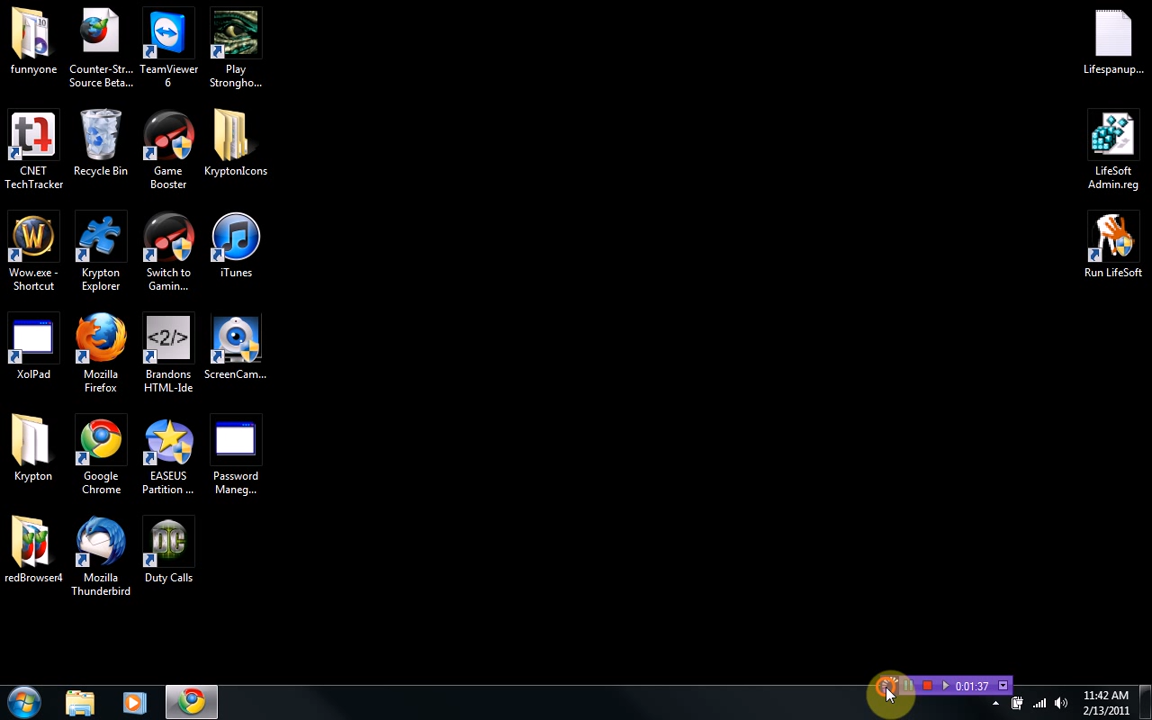 funnyone
Counter-Str...
Source Beta...
TeamViewer
6
Play
Strongho...
Lifespanup...
CNET
TechTracker
Recycle Bin
Game
Booster
KryptonIcons
LifeSoft
Admin.reg
Wow.exe -
Shortcut
Krypton
Explorer
Switch to
Gamin...
iTunes
Run LifeSoft
XolPad
Mozilla
Firefox
<2/>
Brandons
HTML-Ide
ScreenCam...
Krypton
Google
Chrome
EASEUS
Partition ...
Password
Maneg...
redBrowser4
Mozilla
Thunderbird
DC
Duty Calls
0:01:37
11:42 AM
2/13/2011